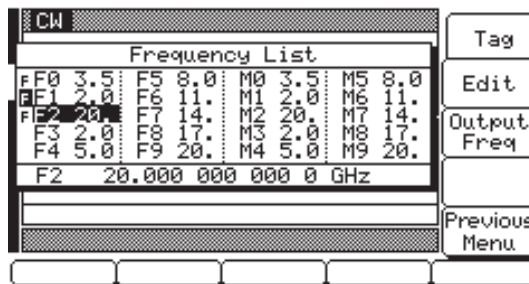 CW
Frequency List
F F0 3.5 F5 8.0 M0 3.5 M5 8.0
F F1 2.0 F6 11. M1 2.0 M6 11.
F F2 20. F7 14. M2 20. M7 14.
F3 2.0 F8 17. M3 2.0 M8 17.
F4 5.0 F9 20. M4 5.0 M9 20.
F2 20.000 000 000 0 GHz
Tag
Edit
Output
Freq
Previous
Menu